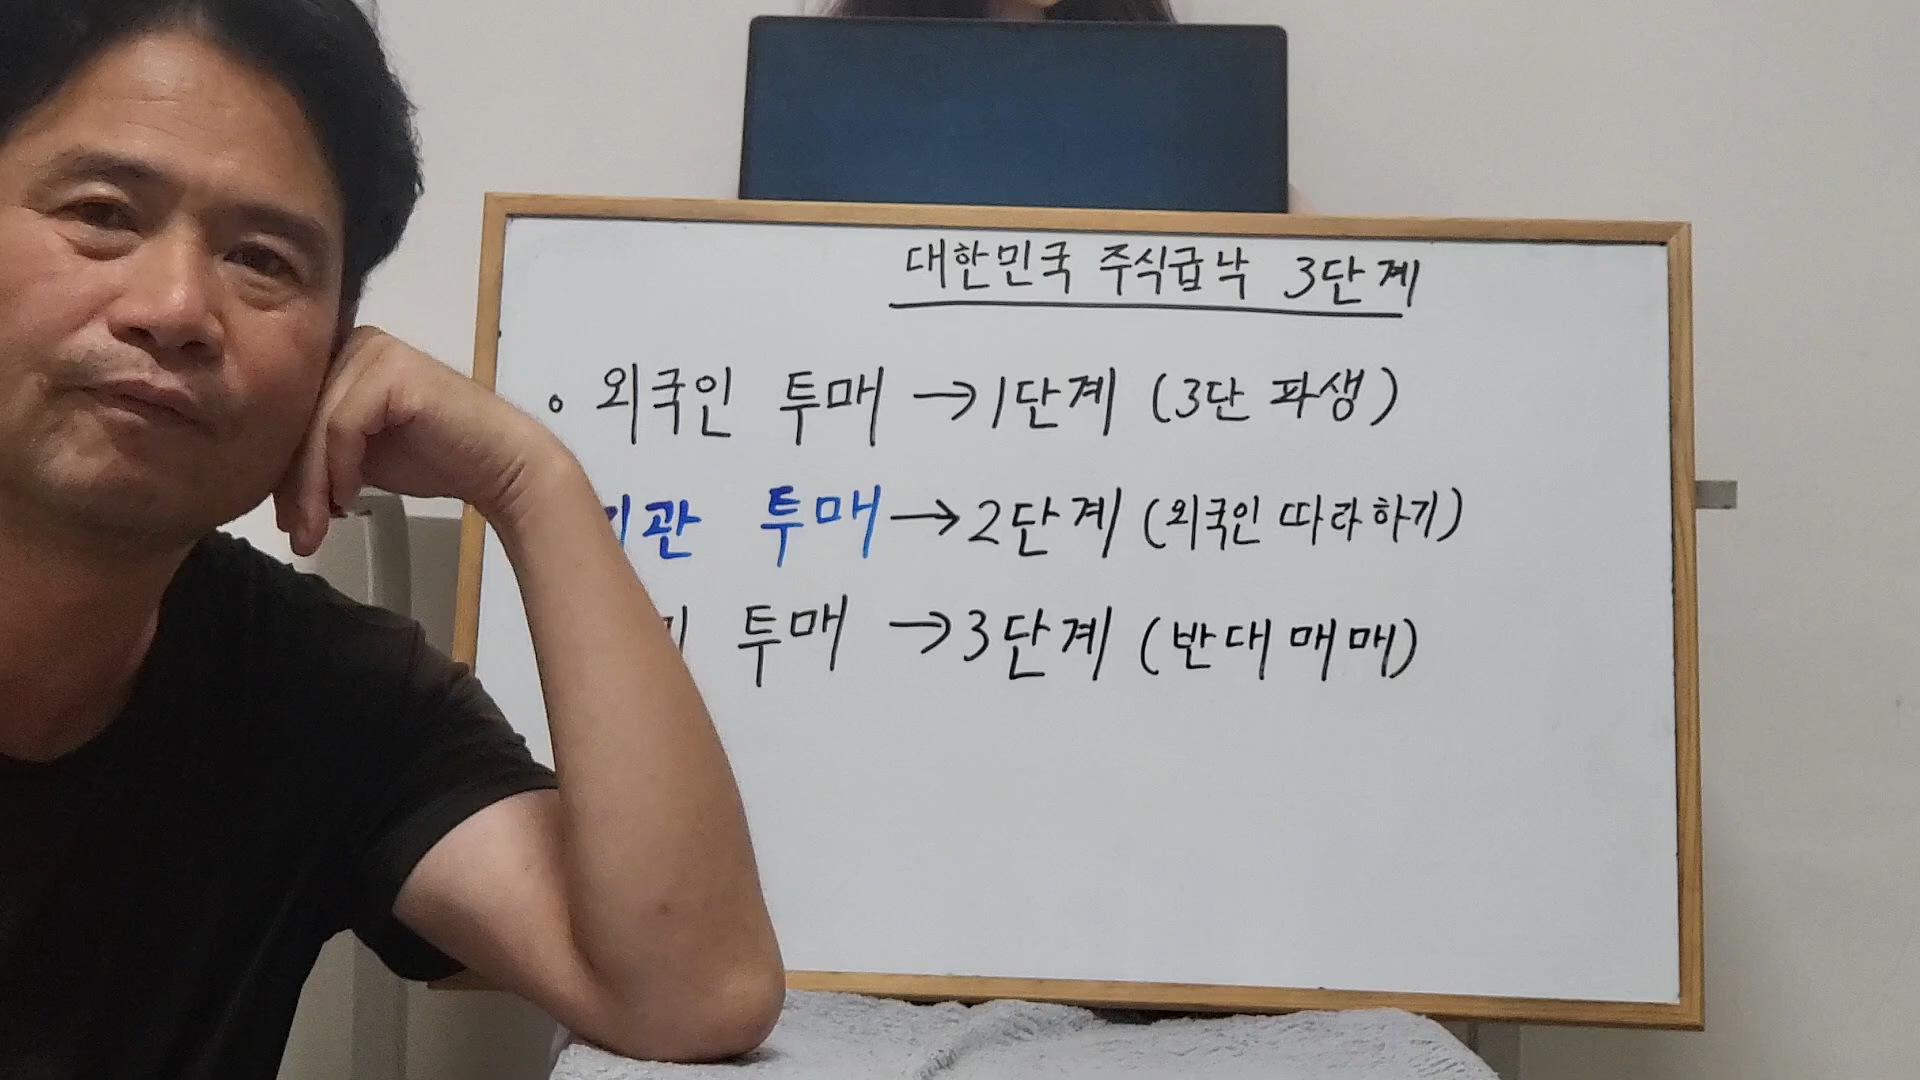 대한민국 주식급낙 3단계
외국인 투매 →1단계 (3단 파생)
관 투매→2단계 (외국인 따라하기)
투매 →3단계 (반대매매)